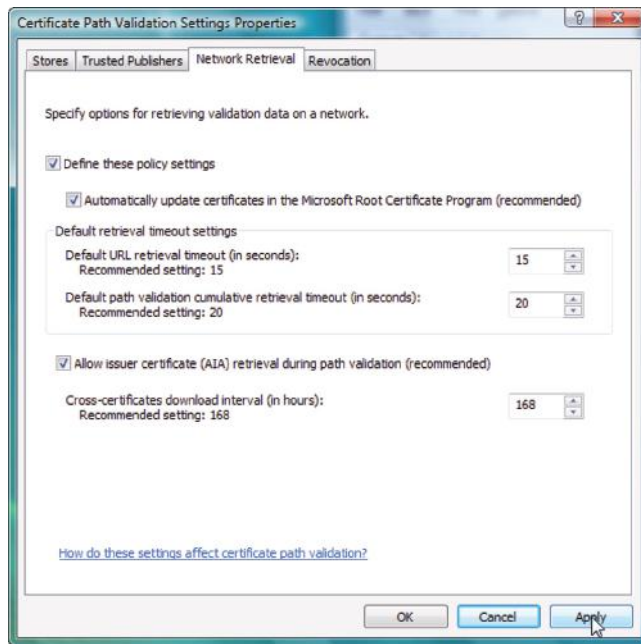 Certificate Path Validation Settings Properties
Stores
Trusted Publishers
Network Retrieval
Revocation
Specify options for retrieving validation data on a network.
Define these policy settings
Automatically update certificates in the Microsoft Root Certificate Program (recommended)
Default retrieval timeout settings
Default URL retrieval timeout (in seconds):
15
Recommended setting: 15
Default path validation cumulative retrieval timeout (in seconds):
20
Recommended setting: 20
Allow issuer certificate (AIA) retrieval during path validation (recommended)
Cross-certificates download interval (in hours):
168
Recommended setting: 168
How do these settings affect certificate path validation?
OK
Cancel
Apply